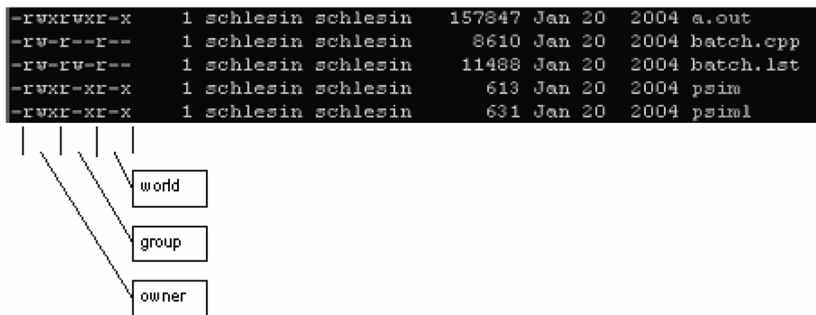 -rwxrwxr-x 1 schlesin schlesin 157847 Jan 20 2004 a.out
-rw-r--r-- 1 schlesin schlesin 8610 Jan 20 2004 batch.cpp
-rw-rw-r-- 1 schlesin schlesin 11488 Jan 20 2004 batch.lst
-rwxr-xr-x 1 schlesin schlesin 613 Jan 20 2004 psim
-rwxr-xr-x 1 schlesin schlesin 631 Jan 20 2004 psiml
world
group
owner